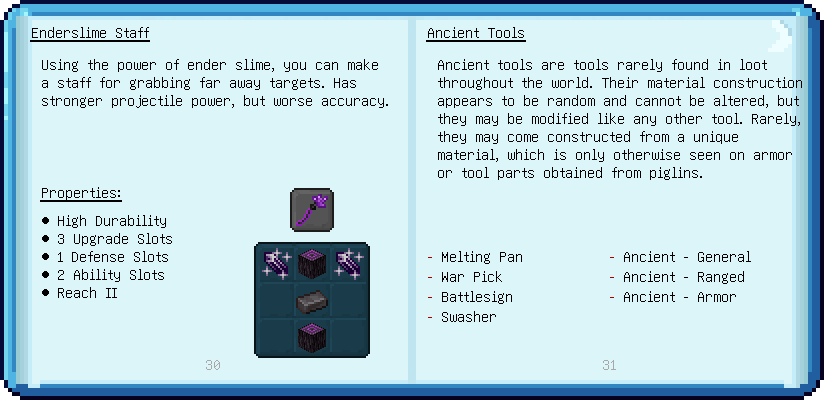 Enderslime Staff
Using the power of ender slime, you can make
a staff for grabbing far away targets. Has
stronger projectile power, but worse accuracy.
Properties:
● High Durability
● 3 Upgrade Slots
● 1 Defense Slots
● 2 Ability Slots
● Reach II
30
Ancient Tools
Ancient tools are tools rarely found in loot
throughout the world. Their material construction
appears to be random and cannot be altered, but
they may be modified like any other tool. Rarely,
they may come constructed from a unique
material, which is only otherwise seen on armor
or tool parts obtained from piglins.
- Melting Pan
- War Pick
- Battlesign
- Swasher
- Ancient - General
- Ancient - Ranged
- Ancient - Armor
31